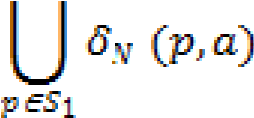 ⋃ δ_N (p, a)
p ∈ S₁